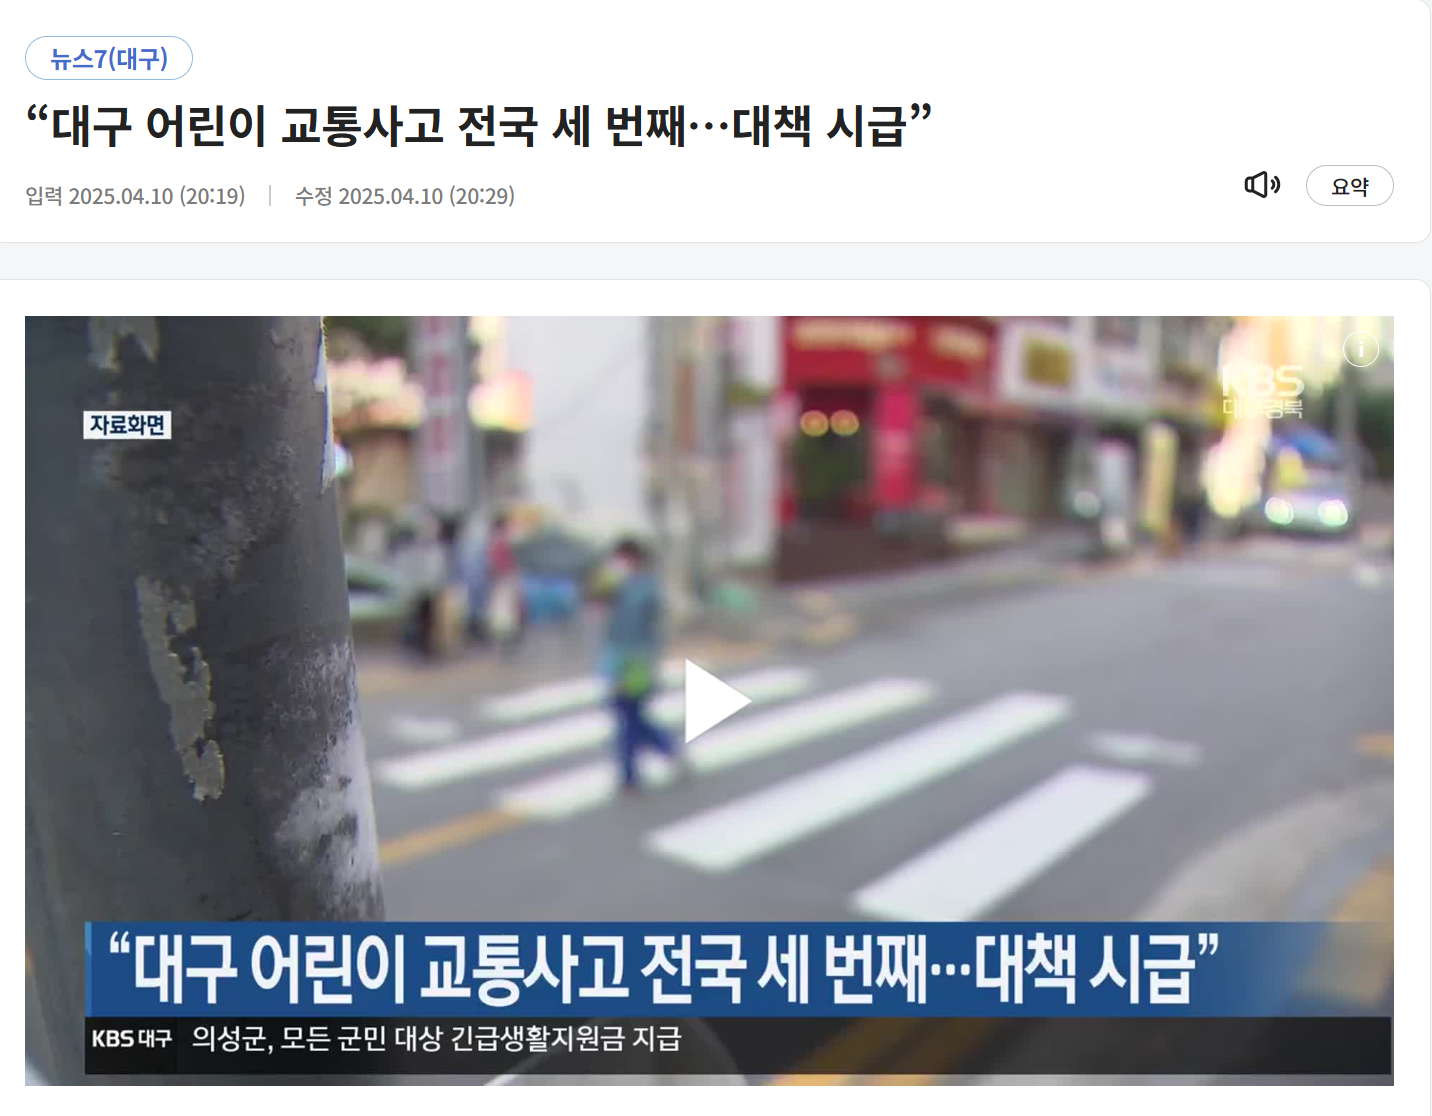 뉴스7(대구)
“대구 어린이 교통사고 전국 세 번째…대책 시급”
입력 2025.04.10 (20:19) | 수정 2025.04.10 (20:29)
요약
i
KBS
대구경북
자료화면
“대구 어린이 교통사고 전국 세 번째…대책 시급”
KBS 대구 의성군, 모든 군민 대상 긴급생활지원금 지급